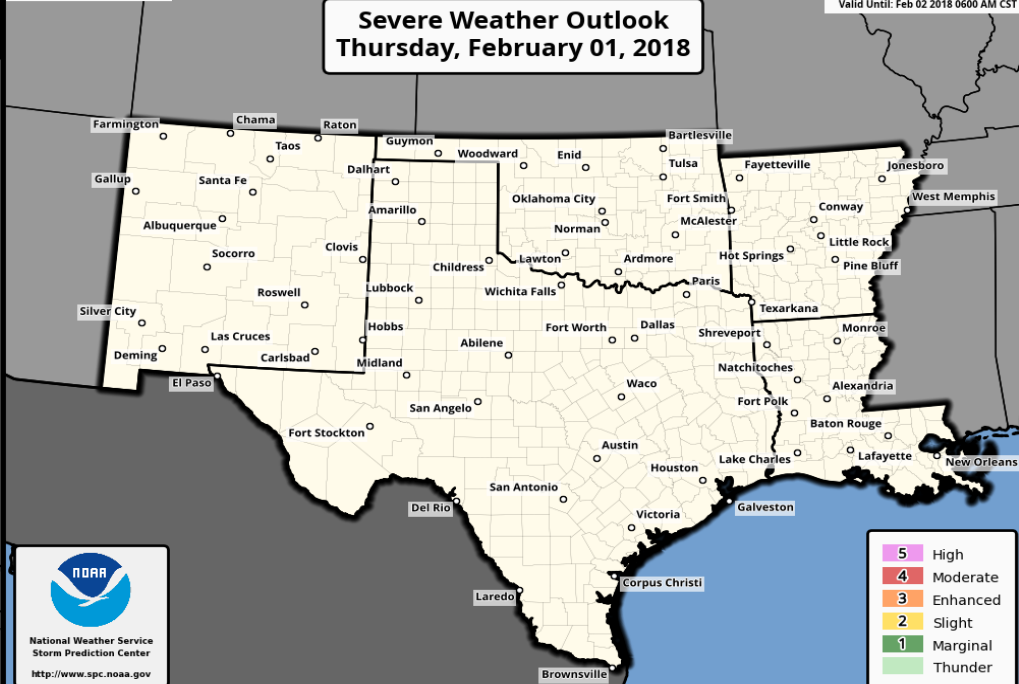 Valid Until: Feb 02 2018 0600 AM CST
Severe Weather Outlook
Thursday, February 01, 2018
Farmington
Chama
Raton
Taos
Guymon
Woodward
Enid
Bartlesville
Tulsa
Fayetteville
Jonesboro
Gallup
Santa Fe
Dalhart
Oklahoma City
Fort Smith
West Memphis
Albuquerque
Amarillo
Norman
McAlester
Conway
Socorro
Clovis
Childress
Lawton
Ardmore
Hot Springs
Little Rock
Pine Bluff
Roswell
Lubbock
Wichita Falls
Paris
Texarkana
Silver City
Hobbs
Fort Worth
Dallas
Shreveport
Monroe
Las Cruces
Deming
Carlsbad
Midland
Abilene
Natchitoches
El Paso
San Angelo
Waco
Fort Polk
Alexandria
Fort Stockton
Austin
Baton Rouge
Houston
Lake Charles
Lafayette
New Orleans
San Antonio
Del Rio
Victoria
Galveston
Laredo
Corpus Christi
Brownsville
NOAA
National Weather Service
Storm Prediction Center
http://www.spc.noaa.gov
5 High
4 Moderate
3 Enhanced
2 Slight
1 Marginal
Thunder